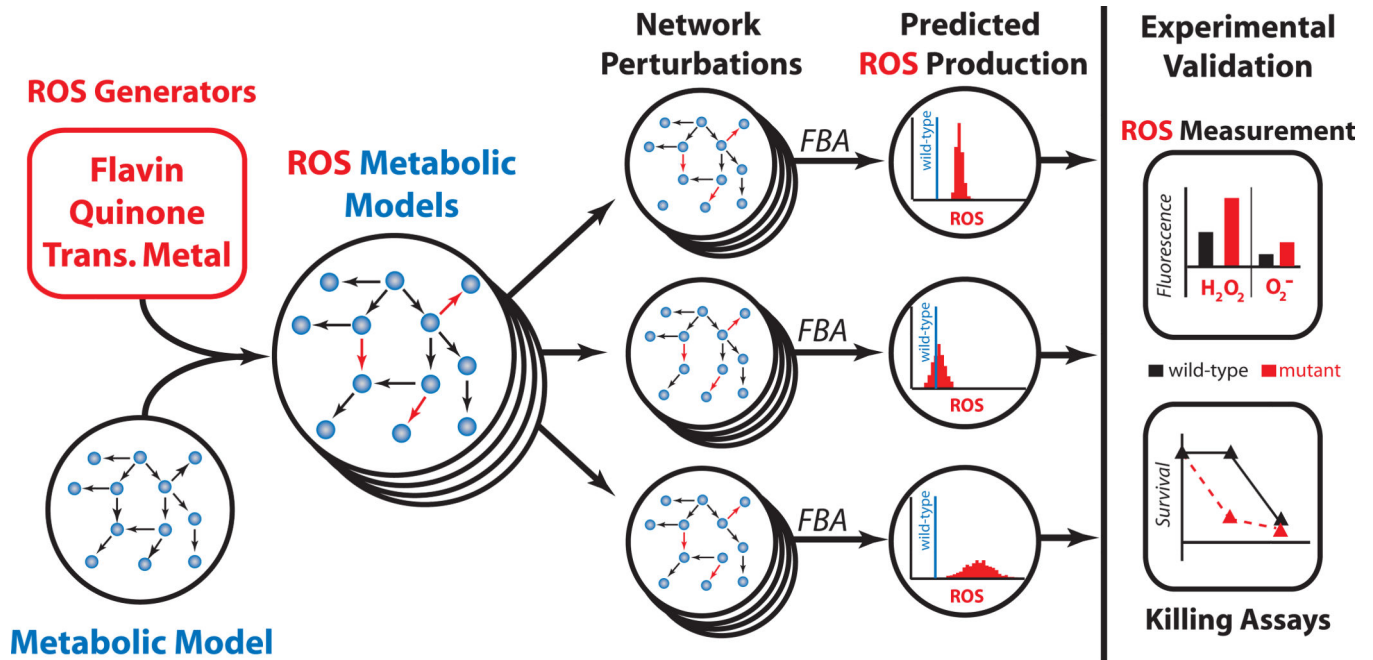 ROS Generators
Flavin
Quinone
Trans. Metal
Metabolic Model
ROS Metabolic
Models
Network
Perturbations
FBA
FBA
FBA
Predicted
ROS Production
wild-type
ROS
wild-type
ROS
wild-type
ROS
Experimental
Validation
ROS Measurement
Fluorescence
H₂O₂
O₂⁻
wild-type
mutant
Survival
Killing Assays